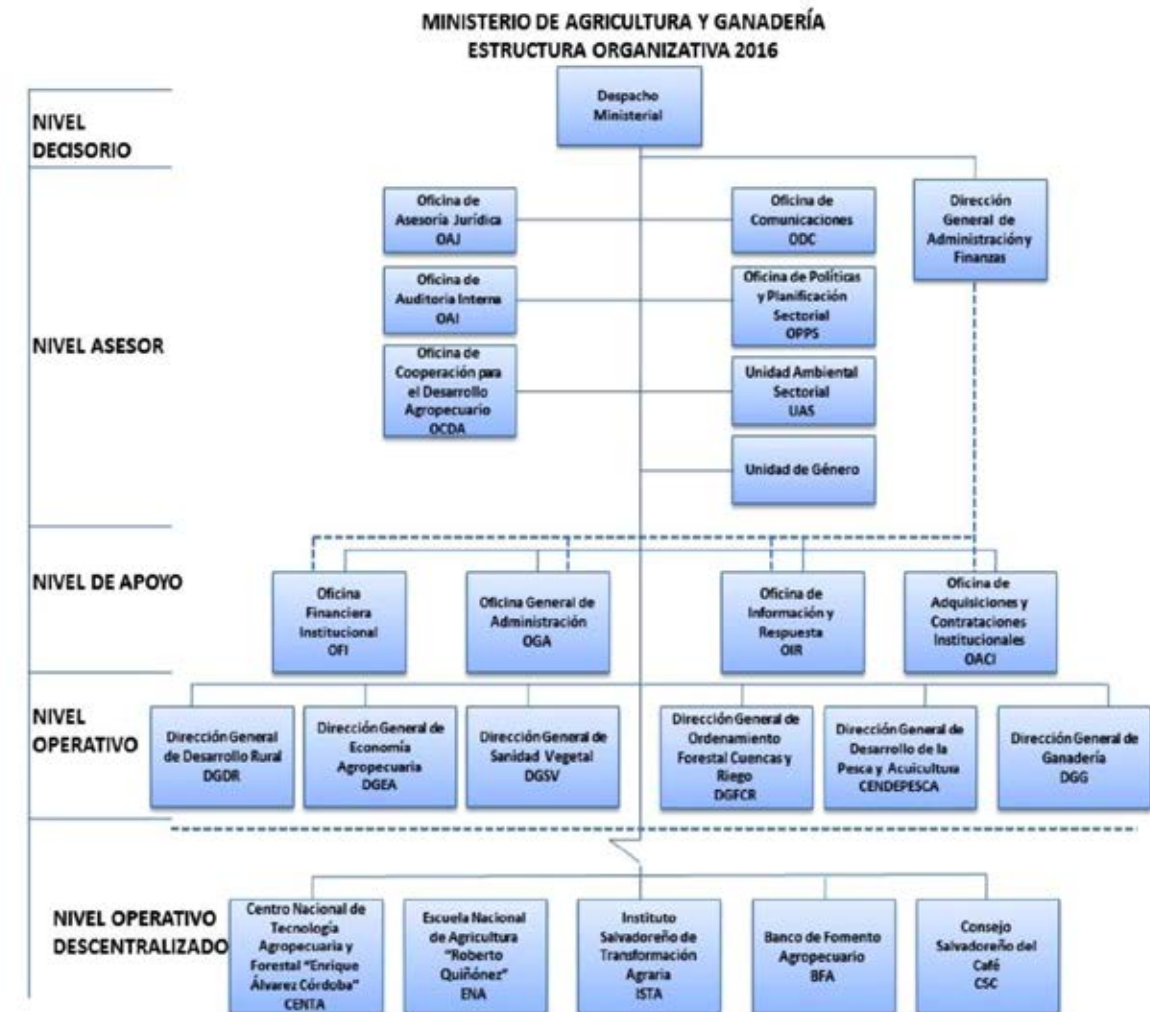 MINISTERIO DE AGRICULTURA Y GANADERÍA
ESTRUCTURA ORGANIZATIVA 2016
NIVEL
DECISORIO
Despacho
Ministerial
NIVEL ASESOR
Oficina de
Asesoría Jurídica
OAJ
Oficina de
Comunicaciones
ODC
Dirección
General de
Administración y
Finanzas
Oficina de
Auditoria Interna
OAI
Oficina de Políticas
y Planificación
Sectorial
OPPS
Oficina de
Cooperación para
el Desarrollo
Agropecuario
OCDA
Unidad Ambiental
Sectorial
UAS
Unidad de Género
NIVEL DE APOYO
Oficina
Financiera
Institucional
OFI
Oficina General de
Administración
OGA
Oficina de
Información y
Respuesta
OIR
Oficina de
Adquisiciones y
Contrataciones
Institucionales
OACI
NIVEL
OPERATIVO
Dirección General
de Desarrollo Rural
DGDR
Dirección General de
Economía
Agropecuaria
DGEA
Dirección General de
Sanidad Vegetal
DGSV
Dirección General de
Ordenamiento
Forestal Cuencas y
Riego
DGFCR
Dirección General de
Desarrollo de la
Pesca y Acuicultura
CENDEPESCA
Dirección General de
Ganadería
DGG
NIVEL OPERATIVO
DESCENTRALIZADO
Centro Nacional de
Tecnología
Agropecuaria y
Forestal "Enrique
Álvarez Córdoba"
CENTA
Escuela Nacional
de Agricultura
"Roberto
Quiñónez"
ENA
Instituto
Salvadoreño de
Transformación
Agraria
ISTA
Banco de Fomento
Agropecuario
BFA
Consejo
Salvadoreño del
Café
CSC